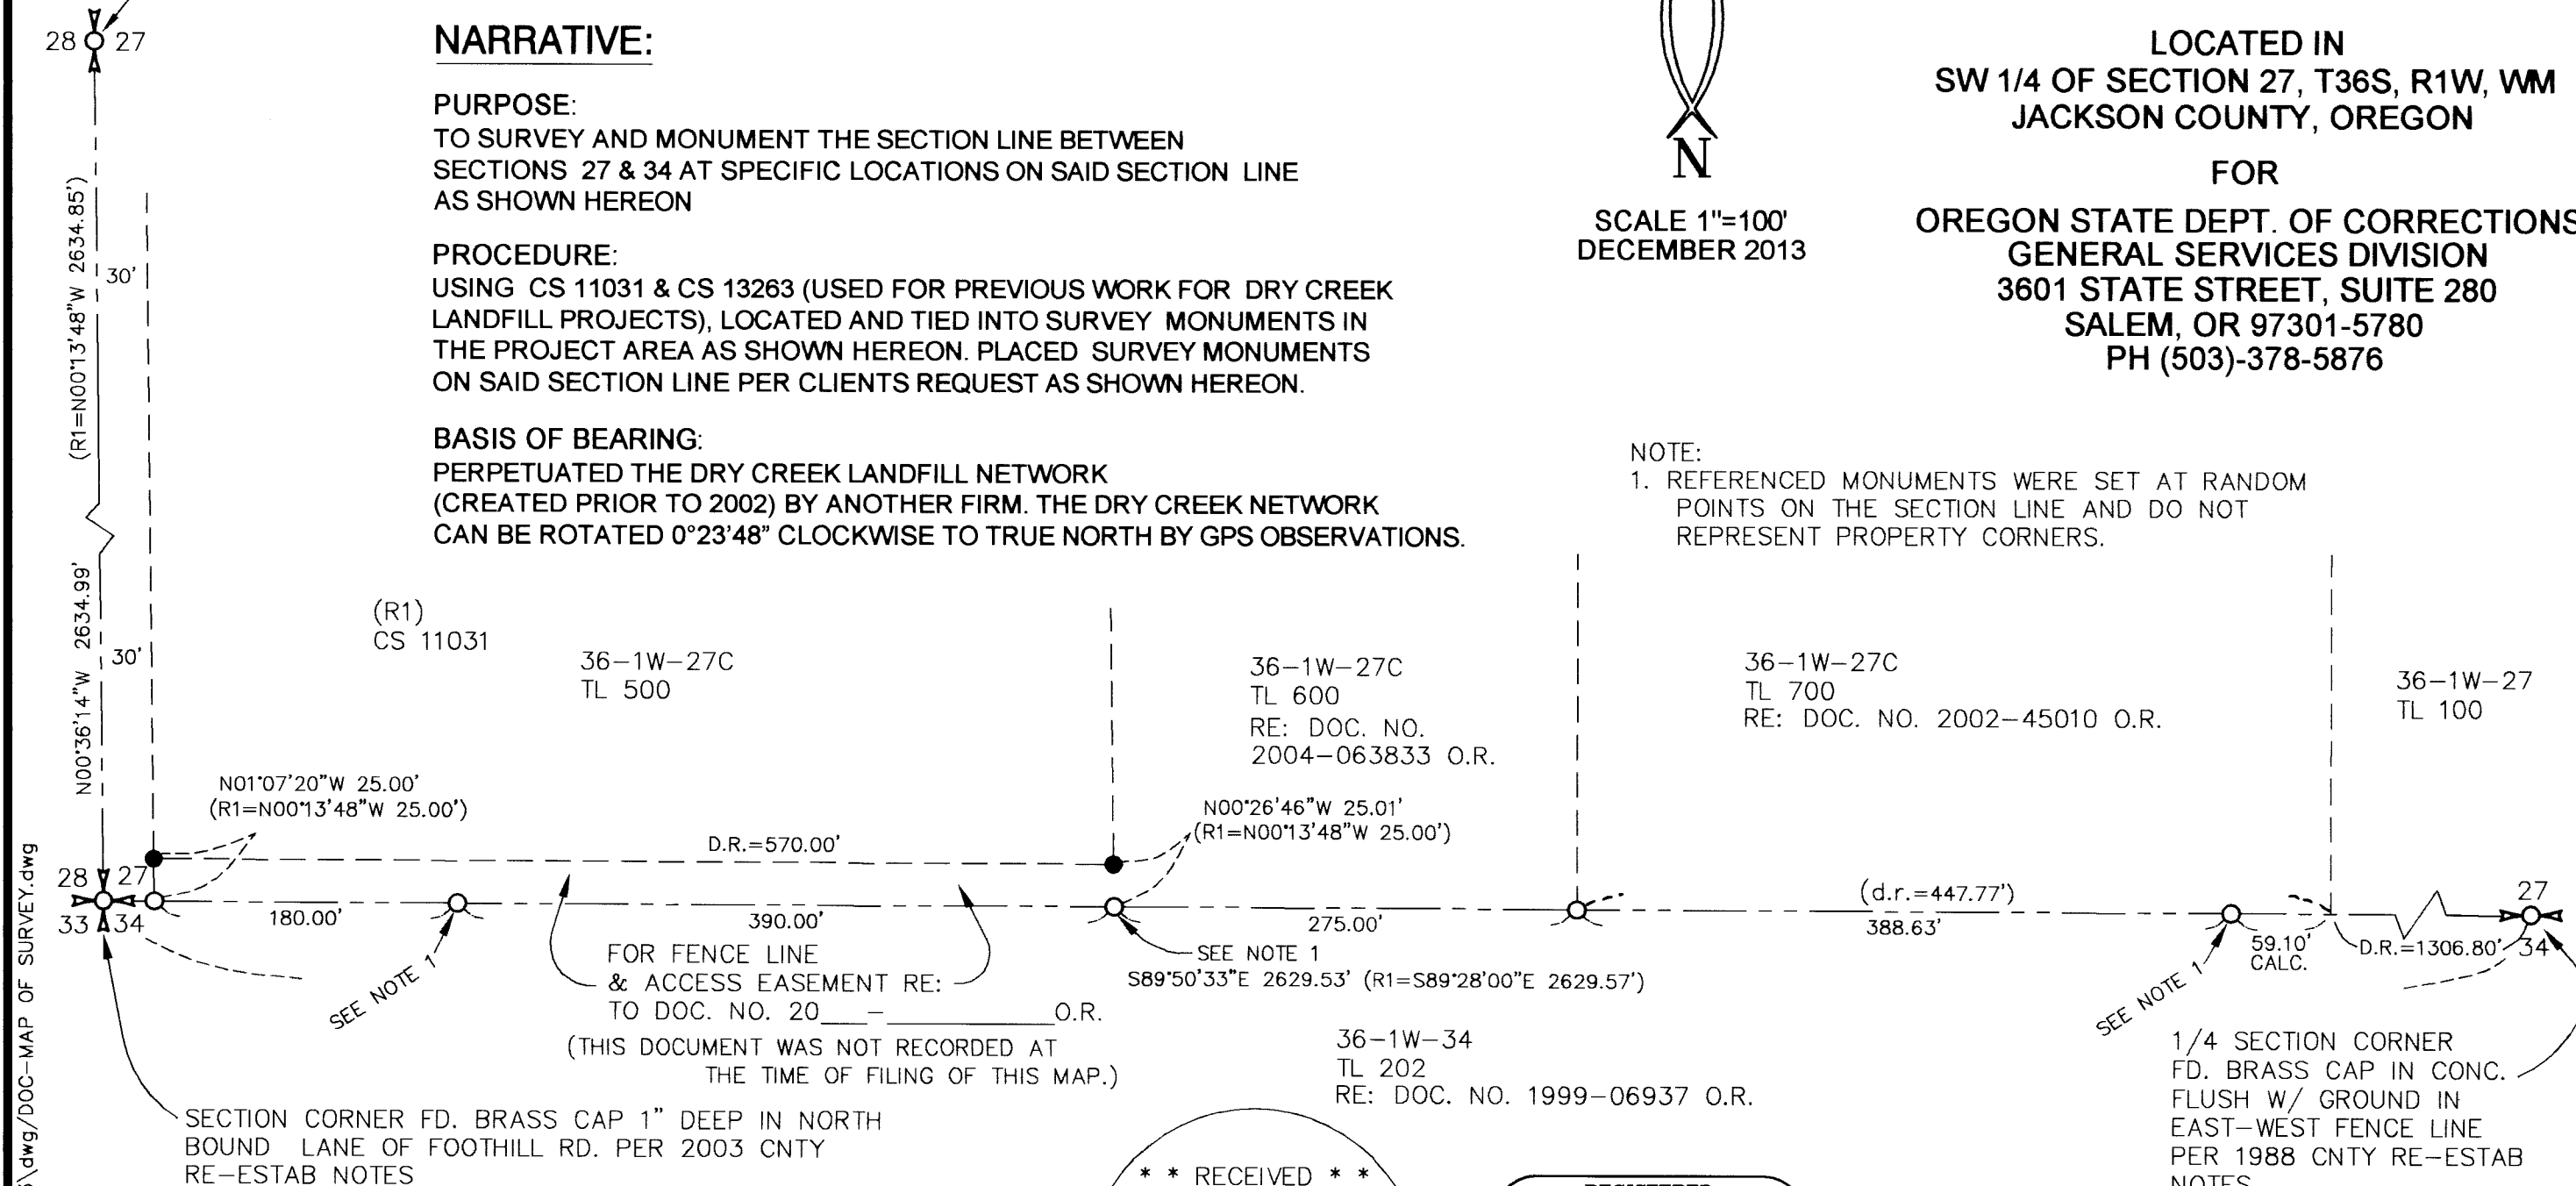 28 27
NARRATIVE:
PURPOSE:
TO SURVEY AND MONUMENT THE SECTION LINE BETWEEN
SECTIONS 27 & 34 AT SPECIFIC LOCATIONS ON SAID SECTION LINE
AS SHOWN HEREON
PROCEDURE:
USING CS 11031 & CS 13263 (USED FOR PREVIOUS WORK FOR DRY CREEK
LANDFILL PROJECTS), LOCATED AND TIED INTO SURVEY MONUMENTS IN
THE PROJECT AREA AS SHOWN HEREON. PLACED SURVEY MONUMENTS
ON SAID SECTION LINE PER CLIENTS REQUEST AS SHOWN HEREON.
BASIS OF BEARING:
PERPETUATED THE DRY CREEK LANDFILL NETWORK
(CREATED PRIOR TO 2002) BY ANOTHER FIRM. THE DRY CREEK NETWORK
CAN BE ROTATED 0°23'48" CLOCKWISE TO TRUE NORTH BY GPS OBSERVATIONS.
N
SCALE 1"=100'
DECEMBER 2013
LOCATED IN
SW 1/4 OF SECTION 27, T36S, R1W, WM
JACKSON COUNTY, OREGON
FOR
OREGON STATE DEPT. OF CORRECTIONS
GENERAL SERVICES DIVISION
3601 STATE STREET, SUITE 280
SALEM, OR 97301-5780
PH (503)-378-5876
NOTE:
1. REFERENCED MONUMENTS WERE SET AT RANDOM
POINTS ON THE SECTION LINE AND DO NOT
REPRESENT PROPERTY CORNERS.
(R1=N00°13'48"W 2634.85')
30'
N00°36'14"W 2634.99'
30'
(R1)
CS 11031
36-1W-27C
TL 500
36-1W-27C
TL 600
RE: DOC. NO.
2004-063833 O.R.
36-1W-27C
TL 700
RE: DOC. NO. 2002-45010 O.R.
36-1W-27
TL 100
N01°07'20"W 25.00'
(R1=N00°13'48"W 25.00')
D.R.=570.00'
N00°26'46"W 25.01'
(R1=N00°13'48"W 25.00')
28 27
33 34
180.00'
390.00'
275.00'
(d.r.=447.77')
388.63'
59.10'
CALC.
D.R.=1306.80'
27
34
SEE NOTE 1
SEE NOTE 1
SEE NOTE 1
S89°50'33"E 2629.53' (R1=S89°28'00"E 2629.57')
FOR FENCE LINE
& ACCESS EASEMENT RE:
TO DOC. NO. 20___-___________O.R.
(THIS DOCUMENT WAS NOT RECORDED AT
THE TIME OF FILING OF THIS MAP.)
36-1W-34
TL 202
RE: DOC. NO. 1999-06937 O.R.
1/4 SECTION CORNER
FD. BRASS CAP IN CONC.
FLUSH W/ GROUND IN
EAST-WEST FENCE LINE
PER 1988 CNTY RE-ESTAB
NOTES
SECTION CORNER FD. BRASS CAP 1" DEEP IN NORTH
BOUND LANE OF FOOTHILL RD. PER 2003 CNTY
RE-ESTAB NOTES
* * RECEIVED * *
REGISTERED
\dwg/DOC-MAP OF SURVEY.dwg